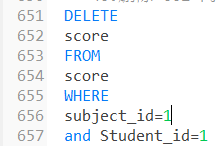 651 DELETE
652 score
653 FROM
654 score
655 WHERE
656 subject_id=1
657 and Student_id=1